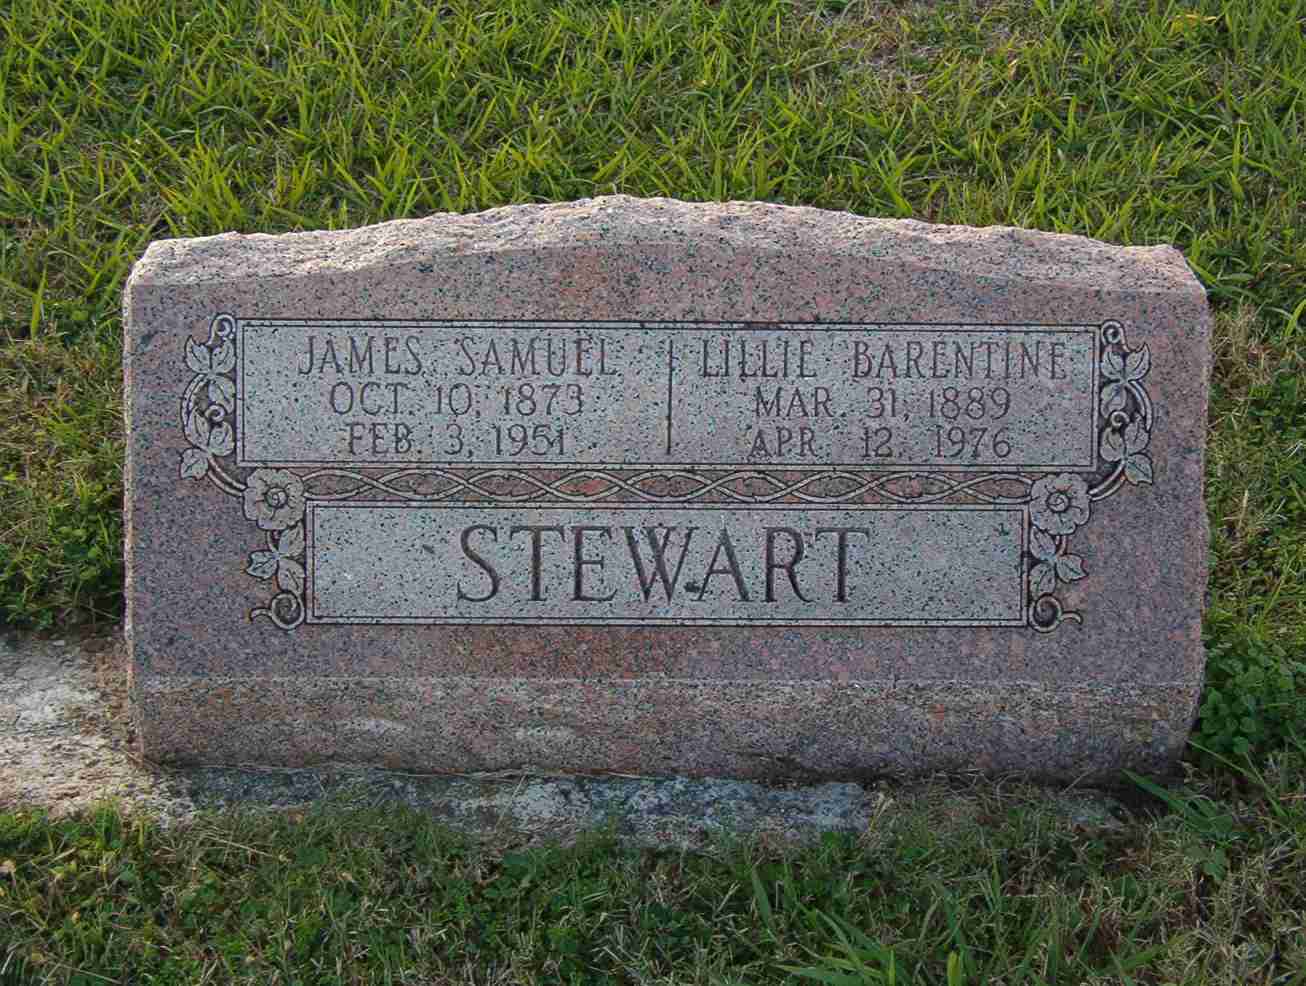 JAMES SAMUEL
OCT. 10, 1873
FEB. 3, 1951
LILLIE BARENTINE
MAR. 31, 1889
APR. 12, 1976
STEWART